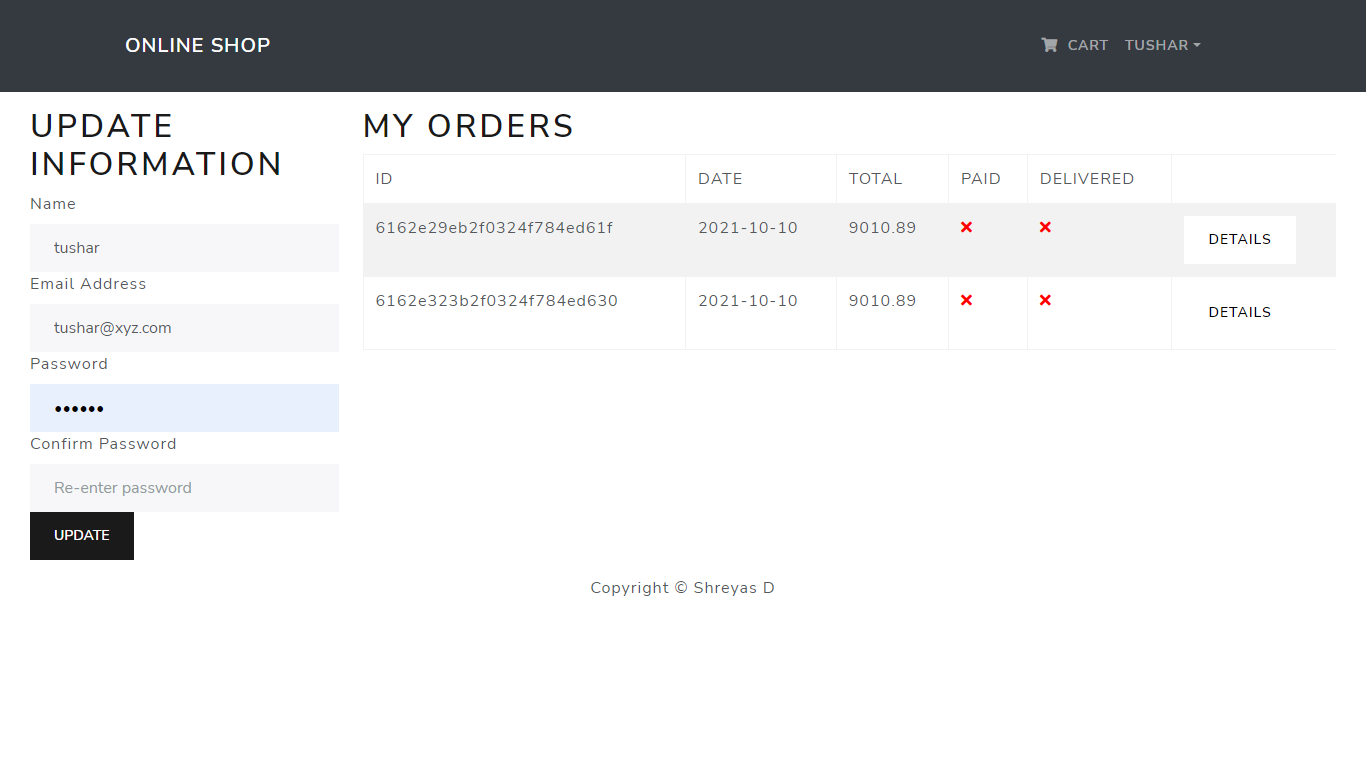 ONLINE SHOP
CART
TUSHAR
UPDATE
INFORMATION
Name
tushar
Email Address
tushar@xyz.com
Password
••••••
Confirm Password
Re-enter password
UPDATE
MY ORDERS
ID DATE TOTAL PAID DELIVERED
6162e29eb2f0324f784ed61f 2021-10-10 9010.89 DETAILS
6162e323b2f0324f784ed630 2021-10-10 9010.89 DETAILS
Copyright © Shreyas D